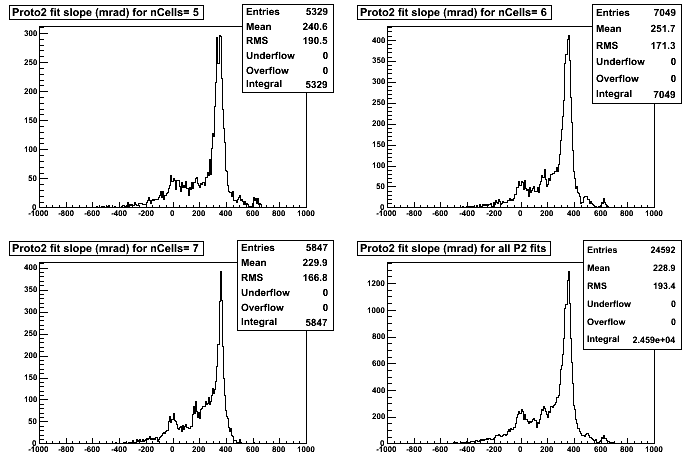 Proto2 fit slope (mrad) for nCells= 5
Entries 5329
Mean 240.6
RMS 190.5
Underflow 0
Overflow 0
Integral 5329
300
250
200
150
100
50
0
-1000 -800 -600 -400 -200 0 200 400 600 800 1000
Proto2 fit slope (mrad) for nCells= 6
Entries 7049
Mean 251.7
RMS 171.3
Underflow 0
Overflow 0
Integral 7049
400
350
300
250
200
150
100
50
0
-1000 -800 -600 -400 -200 0 200 400 600 800 1000
Proto2 fit slope (mrad) for nCells= 7
Entries 5847
Mean 229.9
RMS 166.8
Underflow 0
Overflow 0
Integral 5847
400
350
300
250
200
150
100
50
0
-1000 -800 -600 -400 -200 0 200 400 600 800 1000
Proto2 fit slope (mrad) for all P2 fits
Entries 24592
Mean 228.9
RMS 193.4
Underflow 0
Overflow 0
Integral 2.459e+04
1200
1000
800
600
400
200
0
-1000 -800 -600 -400 -200 0 200 400 600 800 1000